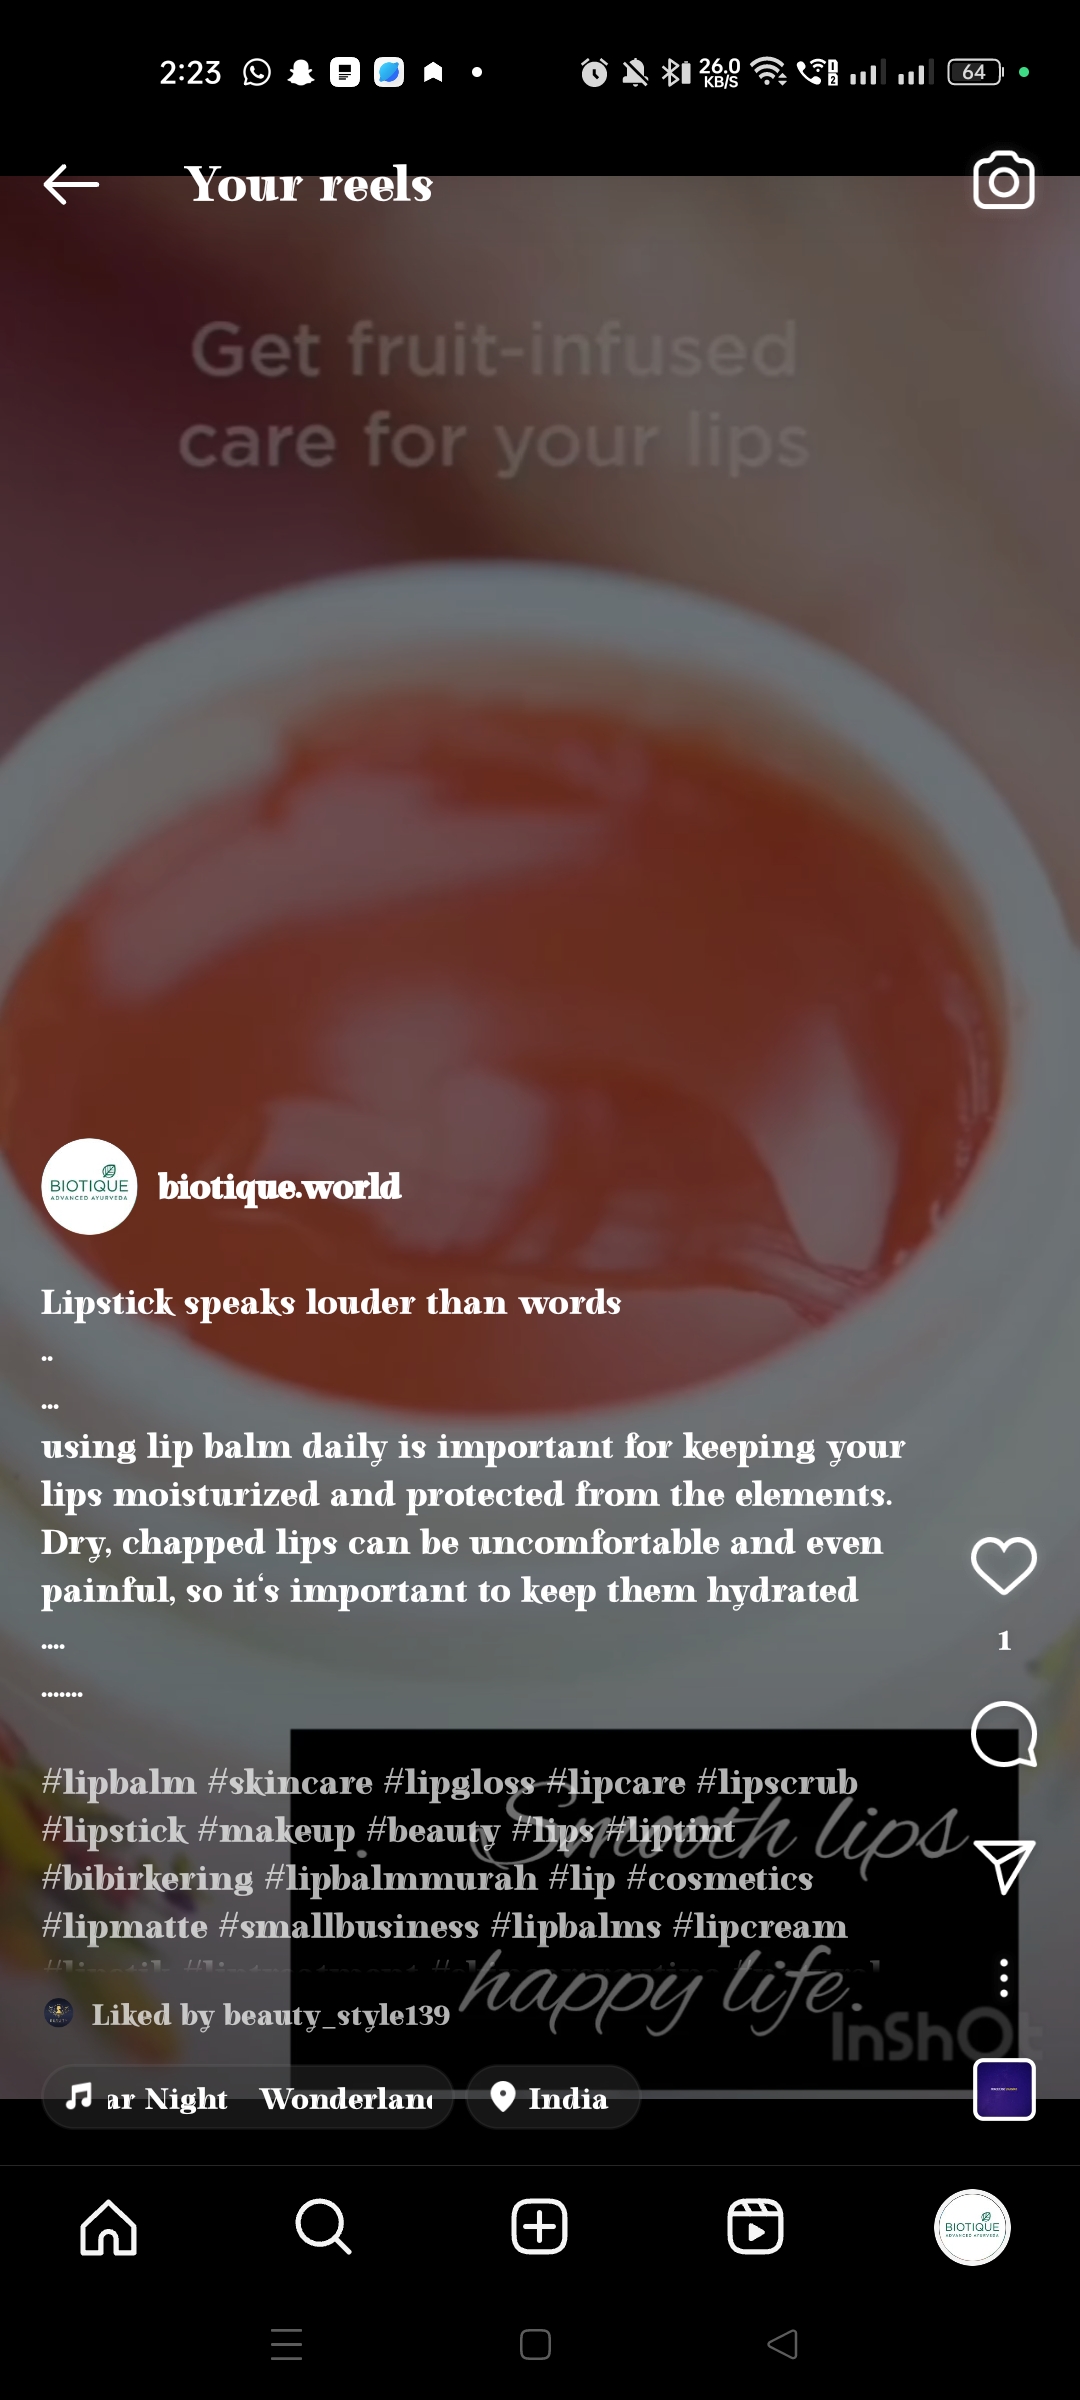 2:23
26.0
KB/S
64
Your reels
Get fruit-infused
care for your lips
BIOTIQUE
ADVANCED AYURVEDA
biotique.world
Lipstick speaks louder than words
..
...
using lip balm daily is important for keeping your
lips moisturized and protected from the elements.
Dry, chapped lips can be uncomfortable and even
painful, so it‘s important to keep them hydrated
....
.......
1
#lipbalm #skincare #lipgloss #lipcare #lipscrub
#lipstick #makeup #beauty #lips #liptint
#bibirkering #lipbalmmurah #lip #cosmetics
#lipmatte #smallbusiness #lipbalms #lipcream
Smooth lips
happy life.
InShOt
Liked by beauty_style139
ar Night Wonderland
India
BIOTIQUE
ADVANCED AYURVEDA